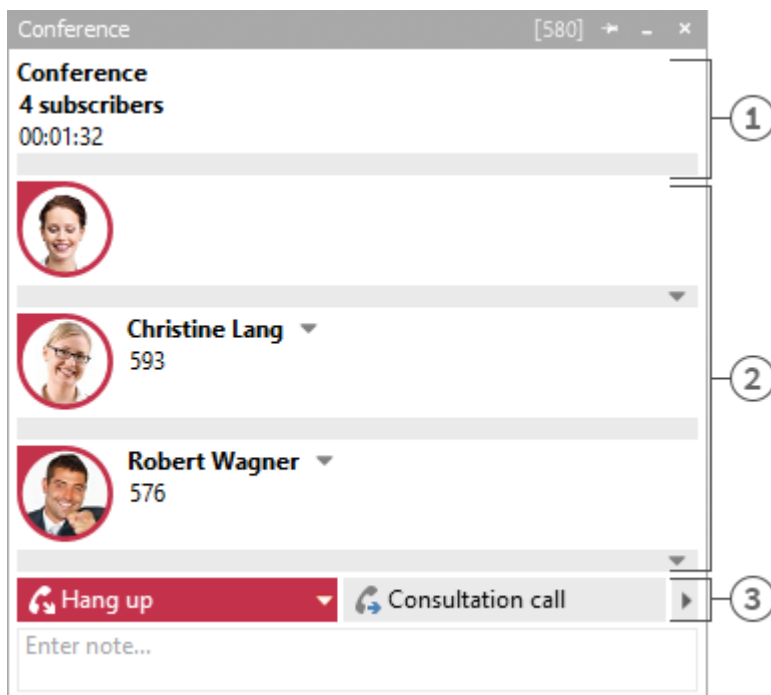 Conference [580]
Conference
4 subscribers
00:01:32
1
Christine Lang
593
2
Robert Wagner
576
Hang up Consultation call
3
Enter note...